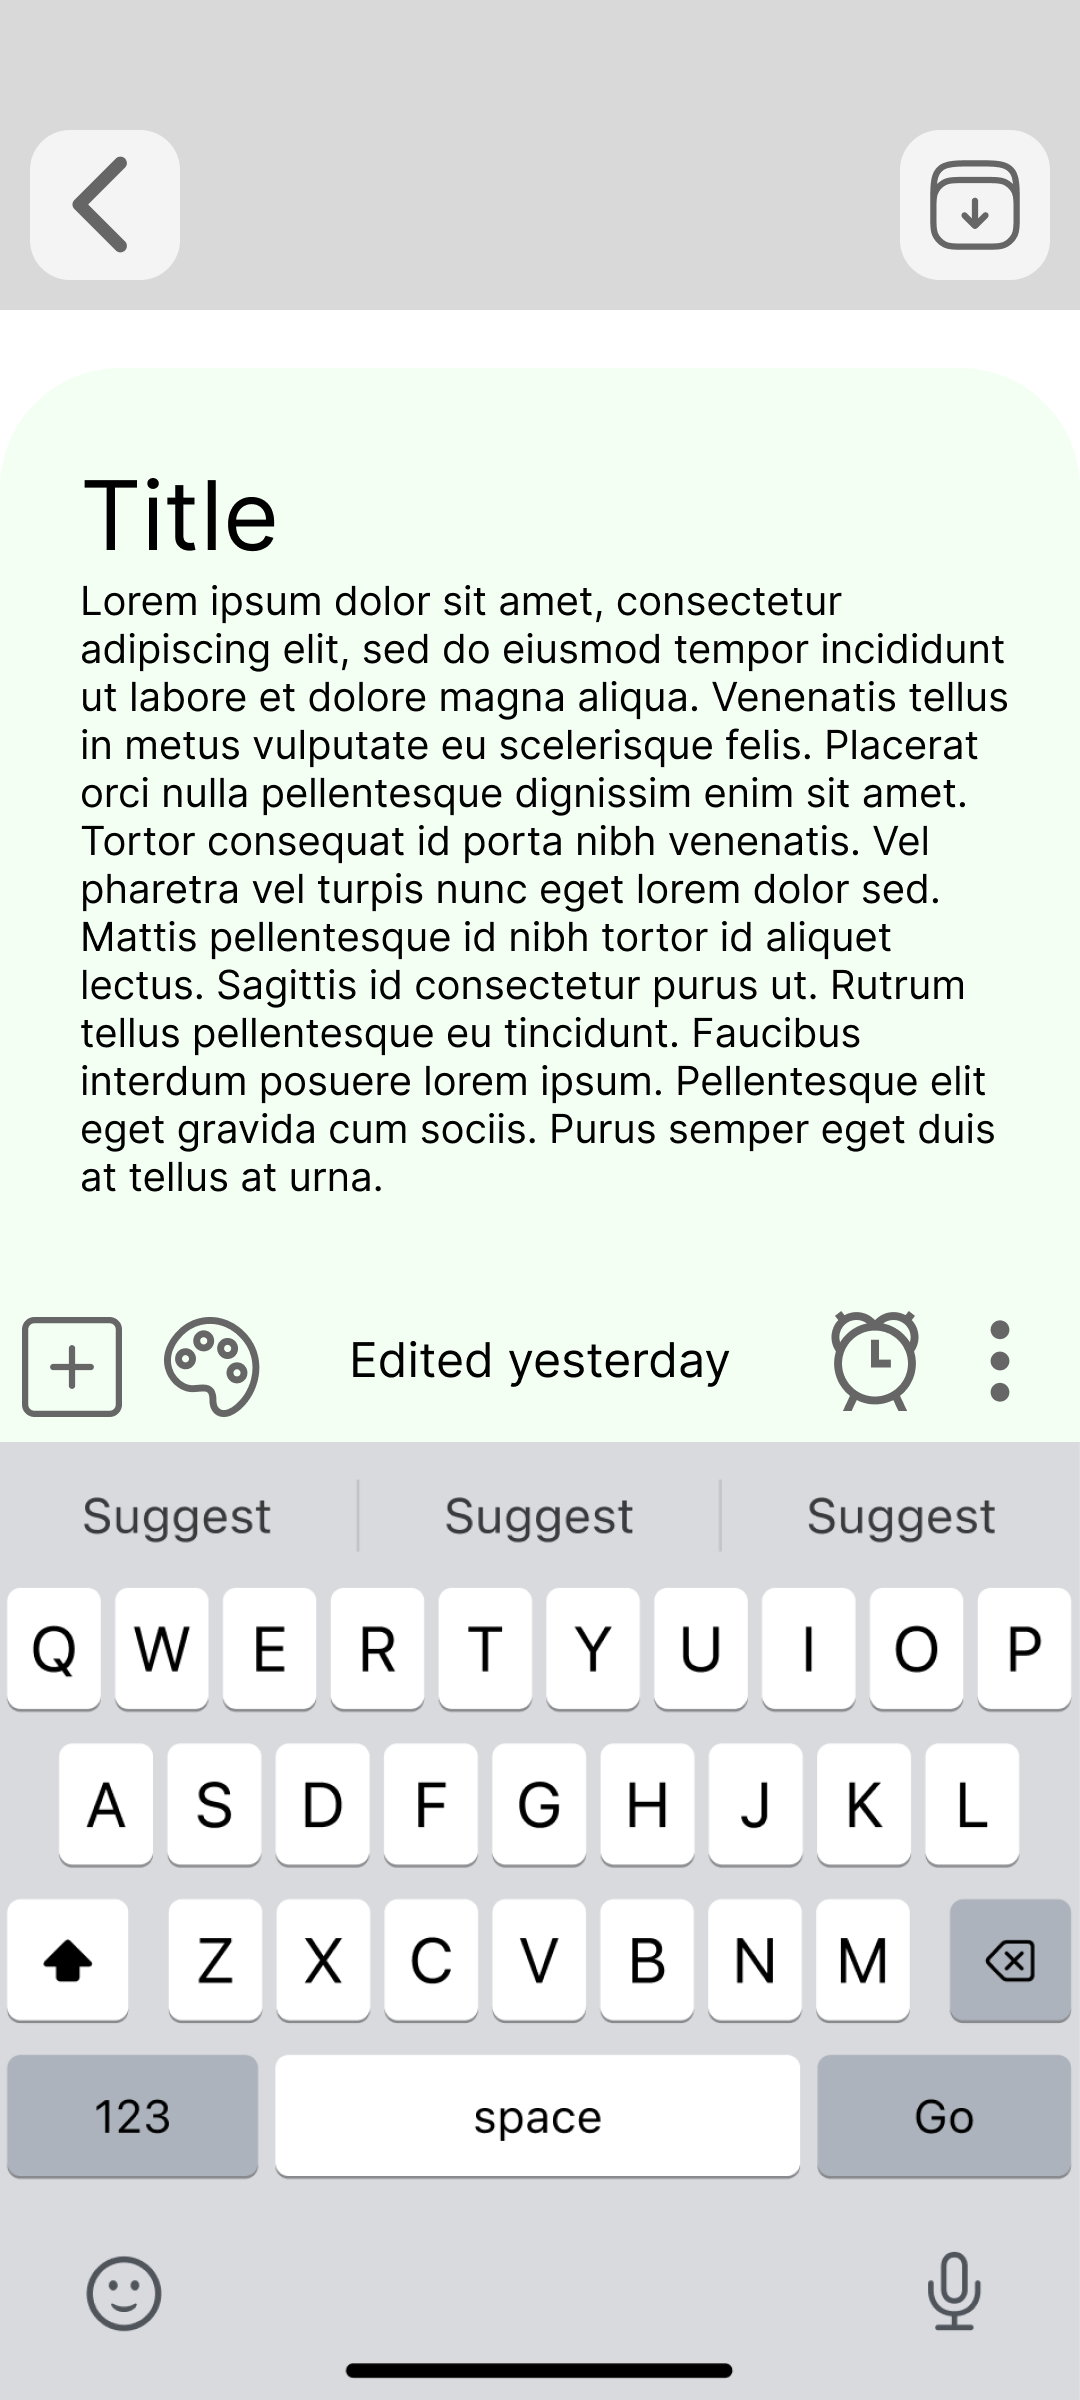 Title
Lorem ipsum dolor sit amet, consectetur
adipiscing elit, sed do eiusmod tempor incididunt
ut labore et dolore magna aliqua. Venenatis tellus
in metus vulputate eu scelerisque felis. Placerat
orci nulla pellentesque dignissim enim sit amet.
Tortor consequat id porta nibh venenatis. Vel
pharetra vel turpis nunc eget lorem dolor sed.
Mattis pellentesque id nibh tortor id aliquet
lectus. Sagittis id consectetur purus ut. Rutrum
tellus pellentesque eu tincidunt. Faucibus
interdum posuere lorem ipsum. Pellentesque elit
eget gravida cum sociis. Purus semper eget duis
at tellus at urna.
Edited yesterday
Suggest Suggest Suggest
Q W E R T Y U I O P
A S D F G H J K L
Z X C V B N M
123 space Go